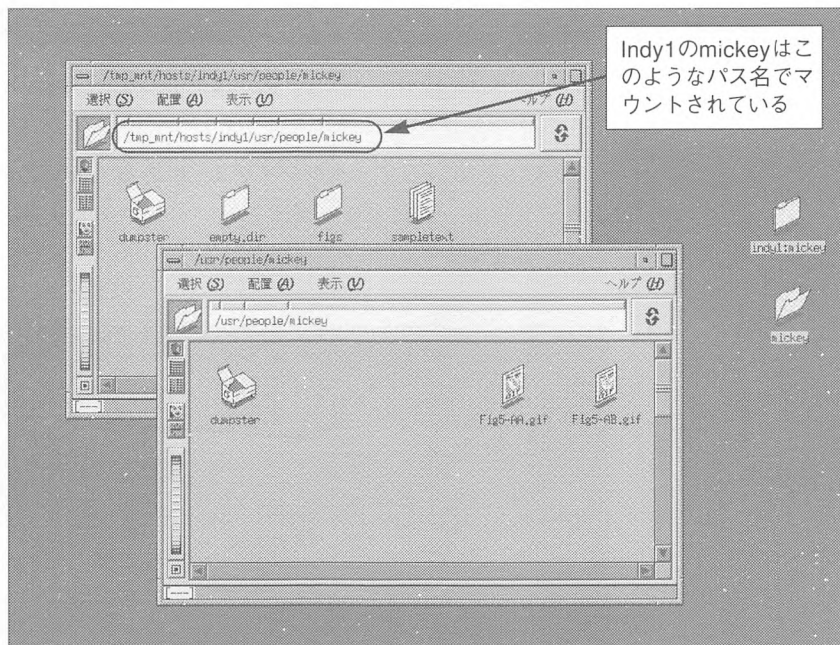 Indy1のmickeyはこ
のようなパス名でマ
ウントされている
/tmp_mnt/hosts/indy1/usr/people/mickey
選択 (S) 配置 (A) 表示 (V) ヘルプ (H)
/tmp_mnt/hosts/indy1/usr/people/mickey
dumpster empty.dir figs sampletext
/usr/people/mickey
選択 (S) 配置 (A) 表示 (V) ヘルプ (H)
/usr/people/mickey
dumpster Fig5-AA.gif Fig5-AB.gif
indy1:mickey
mickey